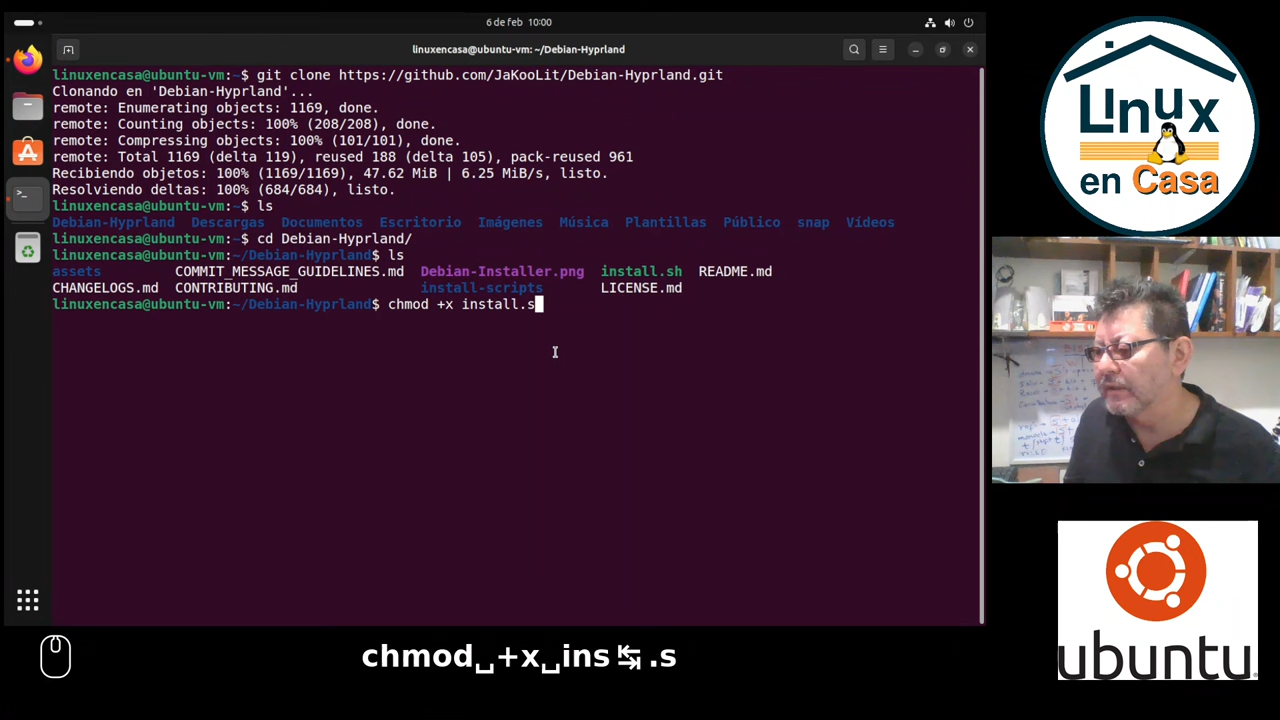 6 de feb 10:00
linuxencasa@ubuntu-vm: ~/Debian-Hyprland
linuxencasa@ubuntu-vm:~$ git clone https://github.com/JaKooLit/Debian-Hyprland.git
Clonando en 'Debian-Hyprland'...
remote: Enumerating objects: 1169, done.
remote: Counting objects: 100% (208/208), done.
remote: Compressing objects: 100% (101/101), done.
remote: Total 1169 (delta 119), reused 188 (delta 105), pack-reused 961
Recibiendo objetos: 100% (1169/1169), 47.62 MiB | 6.25 MiB/s, listo.
Resolviendo deltas: 100% (684/684), listo.
linuxencasa@ubuntu-vm:~$ ls
Debian-Hyprland Descargas Documentos Escritorio Imágenes Música Plantillas Público snap Vídeos
linuxencasa@ubuntu-vm:~$ cd Debian-Hyprland/
linuxencasa@ubuntu-vm:~/Debian-Hyprland$ ls
assets COMMIT_MESSAGE_GUIDELINES.md Debian-Installer.png install.sh README.md
CHANGELOGS.md CONTRIBUTING.md install-scripts LICENSE.md
linuxencasa@ubuntu-vm:~/Debian-Hyprland$ chmod +x install.s
chmod␣+x␣ins↹.s
Linux
en Casa
ubuntu